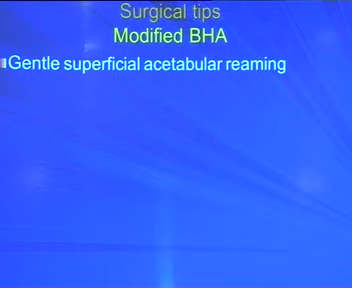 Surgical tips
Modified BHA
Gentle superficial acetabular reaming